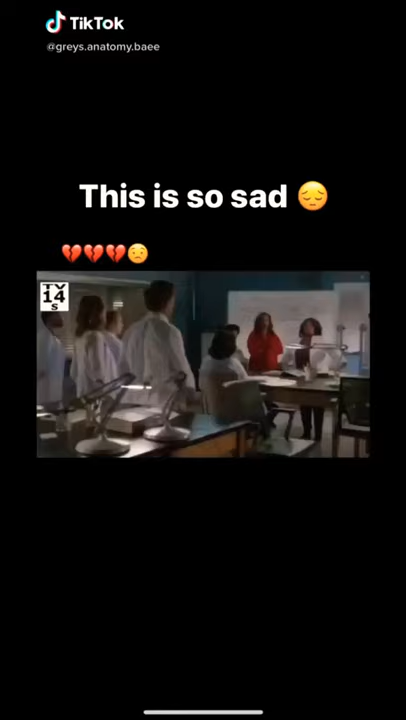 TikTok
@greys.anatomy.baee
This is so sad 😔
💔💔💔😟
TV
14
S